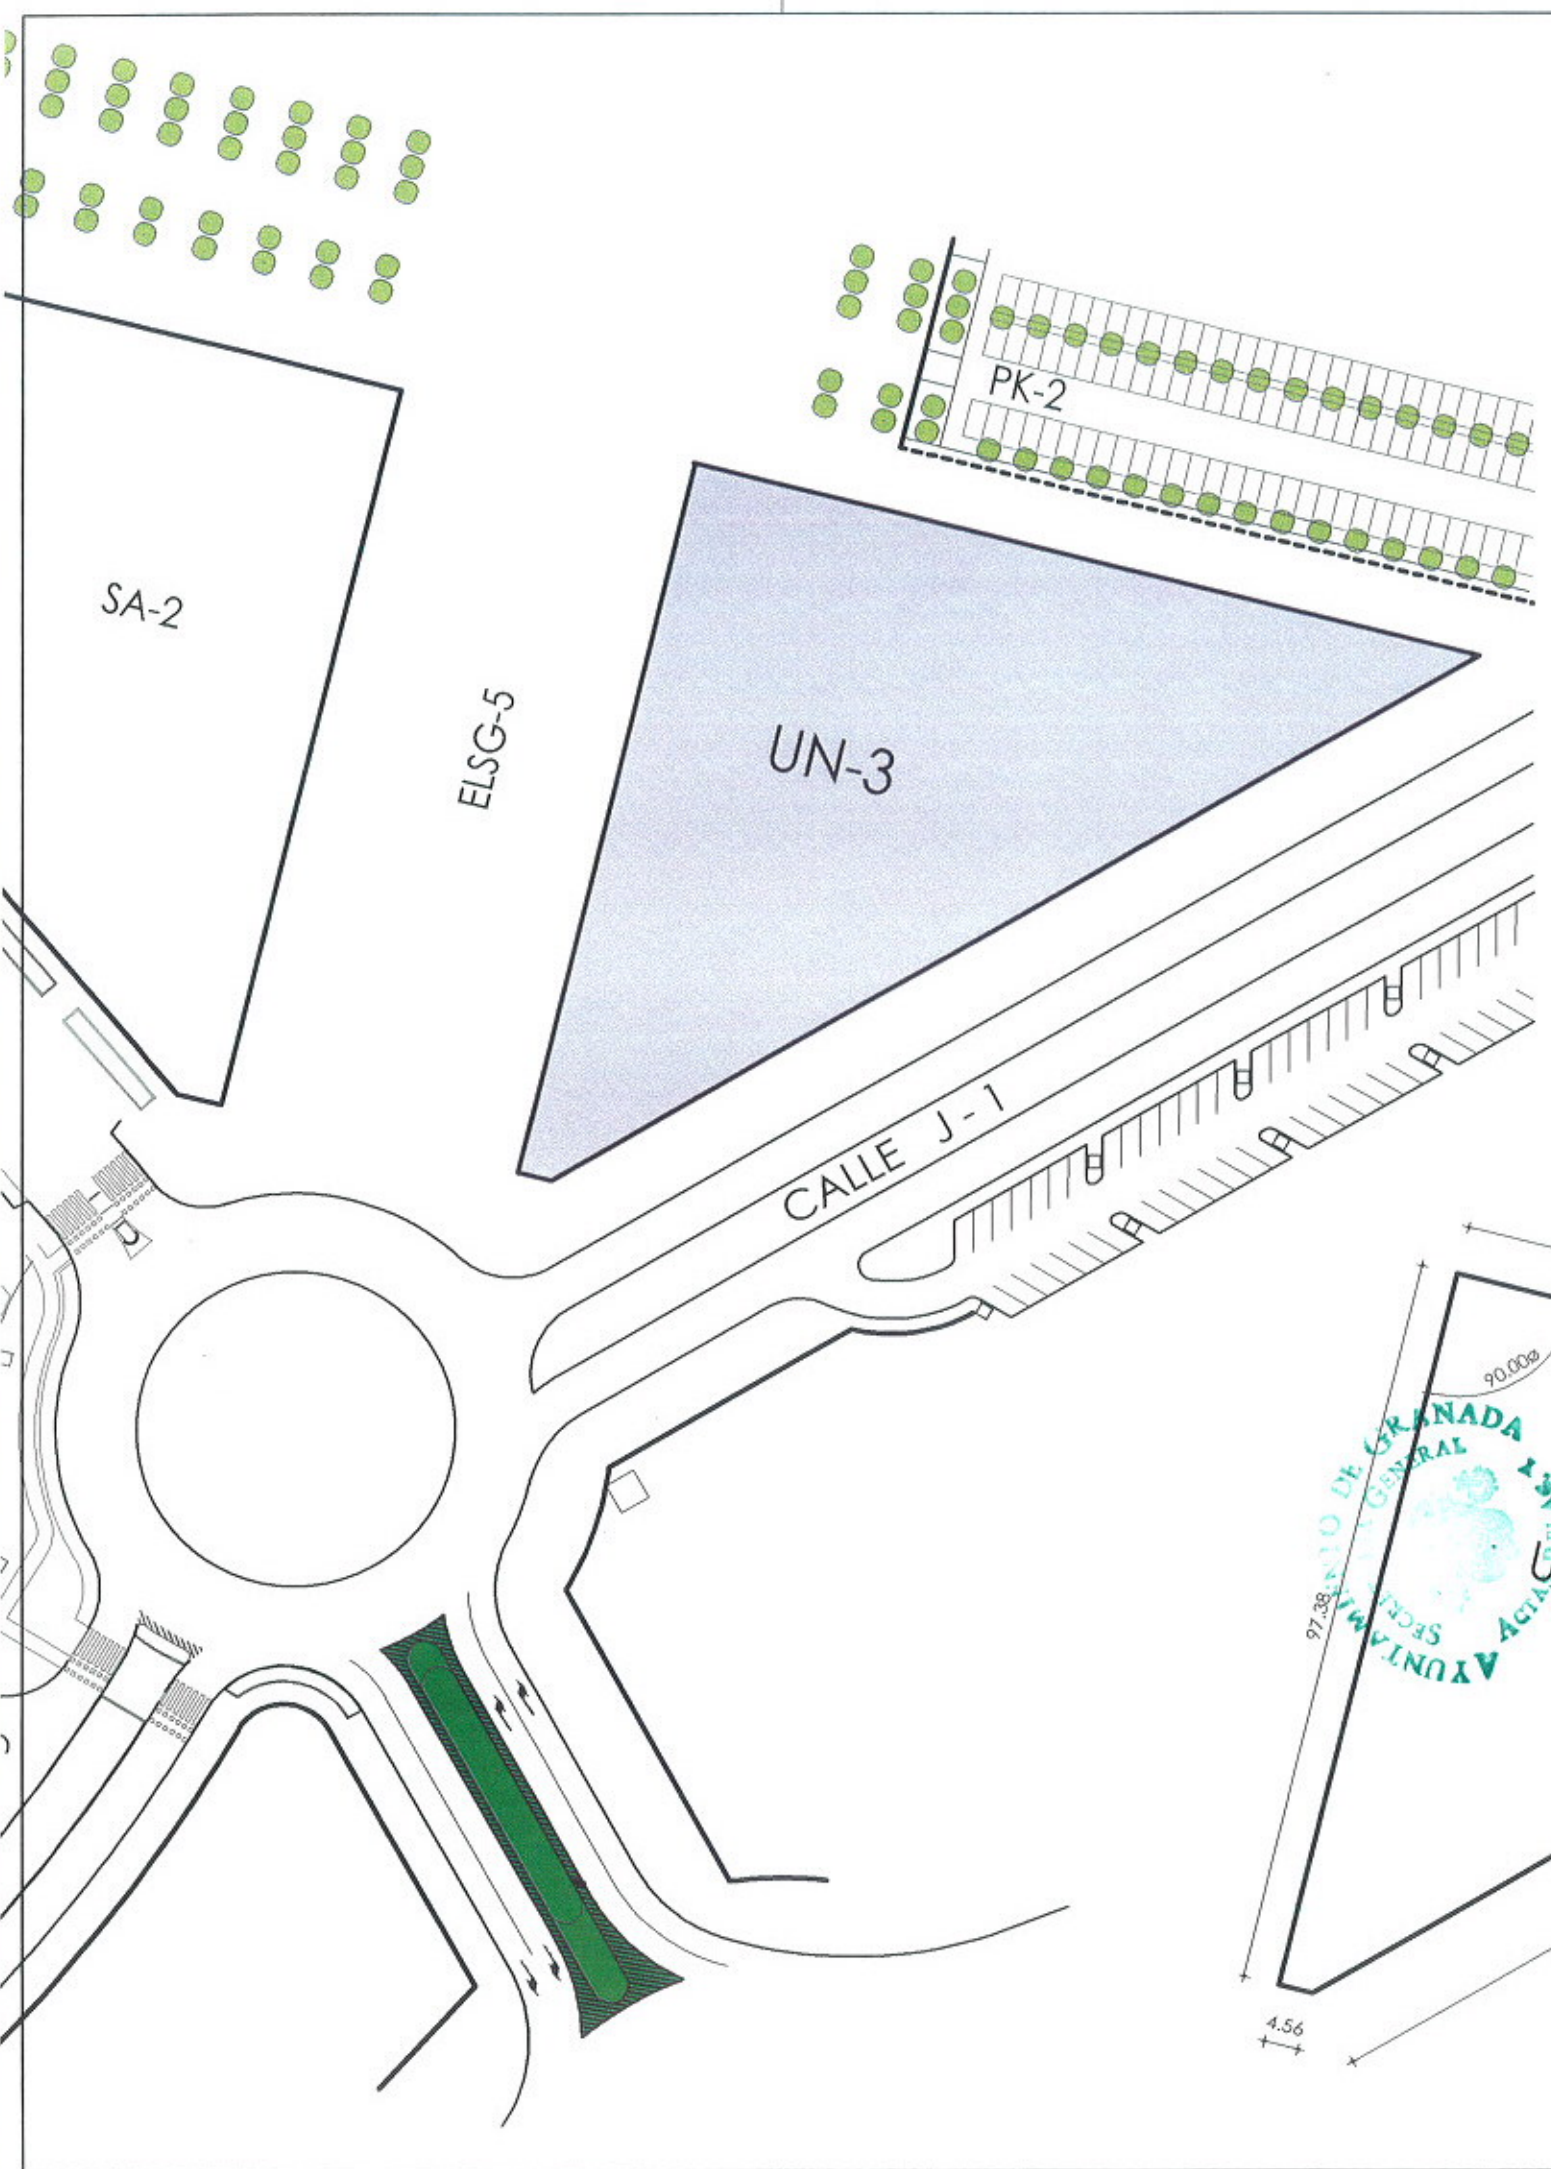 PK-2
SA-2
ELSG-5
UN-3
CALLE J-1
90.00ø
97.38
4.56
AYUNTAMIENTO DE GRANADA
SECRETARIA GENERAL
U